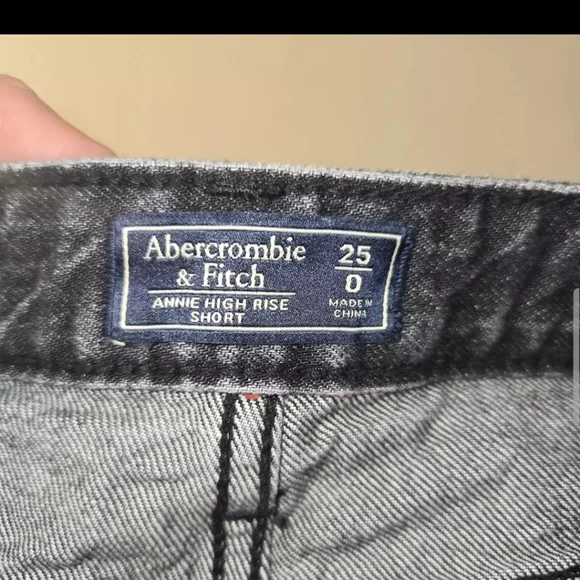 Abercrombie
& Fitch
ANNIE HIGH RISE
SHORT
25
0
MADE IN
CHINA